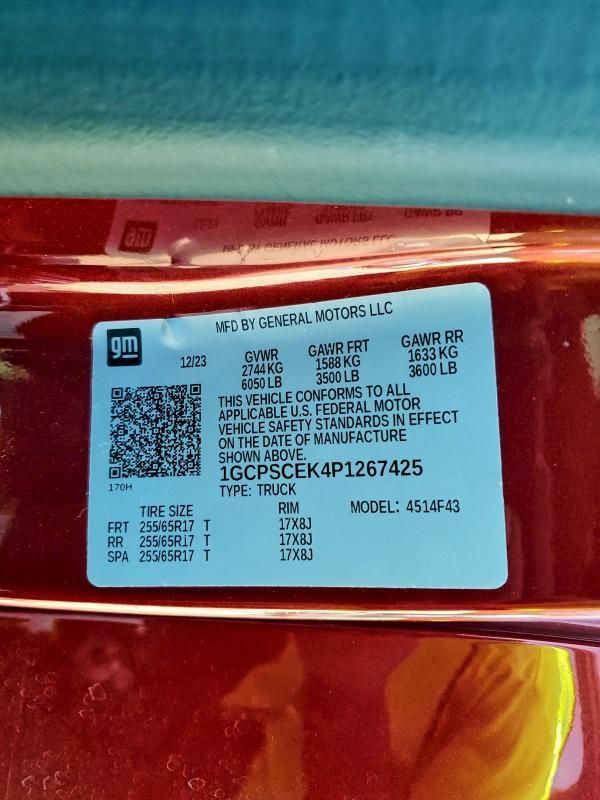 MFD BY GENERAL MOTORS LLC
gm
12/23
GVWR GAWR FRT GAWR RR
2744 KG 1588 KG 1633 KG
6050 LB 3500 LB 3600 LB
THIS VEHICLE CONFORMS TO ALL
APPLICABLE U.S. FEDERAL MOTOR
VEHICLE SAFETY STANDARDS IN EFFECT
ON THE DATE OF MANUFACTURE
SHOWN ABOVE.
1GCPSCEK4P1267425
170H
TYPE: TRUCK
TIRE SIZE RIM MODEL: 4514F43
FRT 255/65R17 T 17X8J
RR 255/65R17 T 17X8J
SPA 255/65R17 T 17X8J